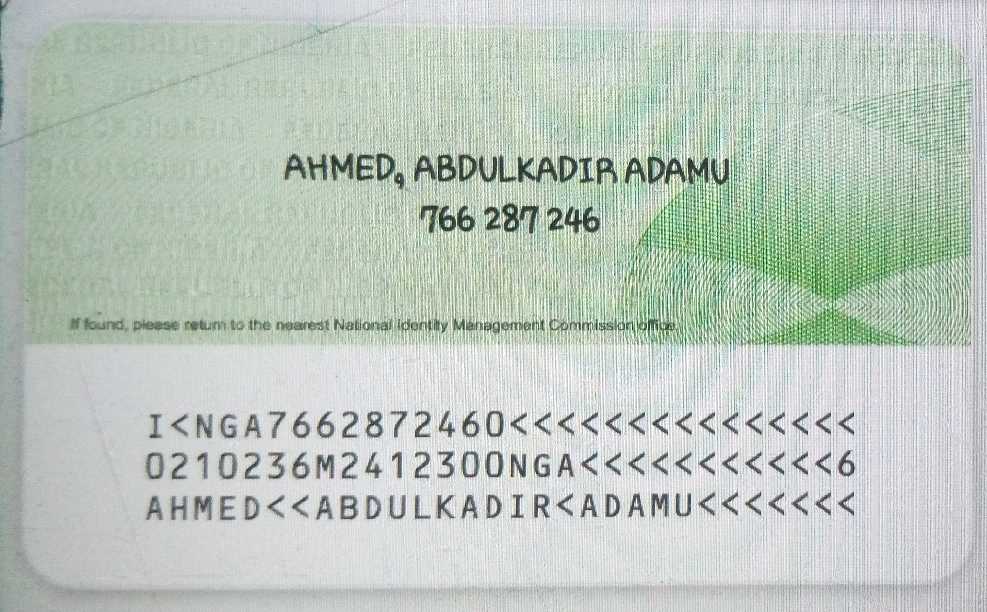 AHMED, ABDULKADIR ADAMU
766 287 246
If found, please return to the nearest National Identity Management Commission office.
I<NGA7662872460<<<<<<<<<<<<<<<
0210236M2412300NGA<<<<<<<<<<<6
AHMED<<ABDULKADIR<ADAMU<<<<<<<